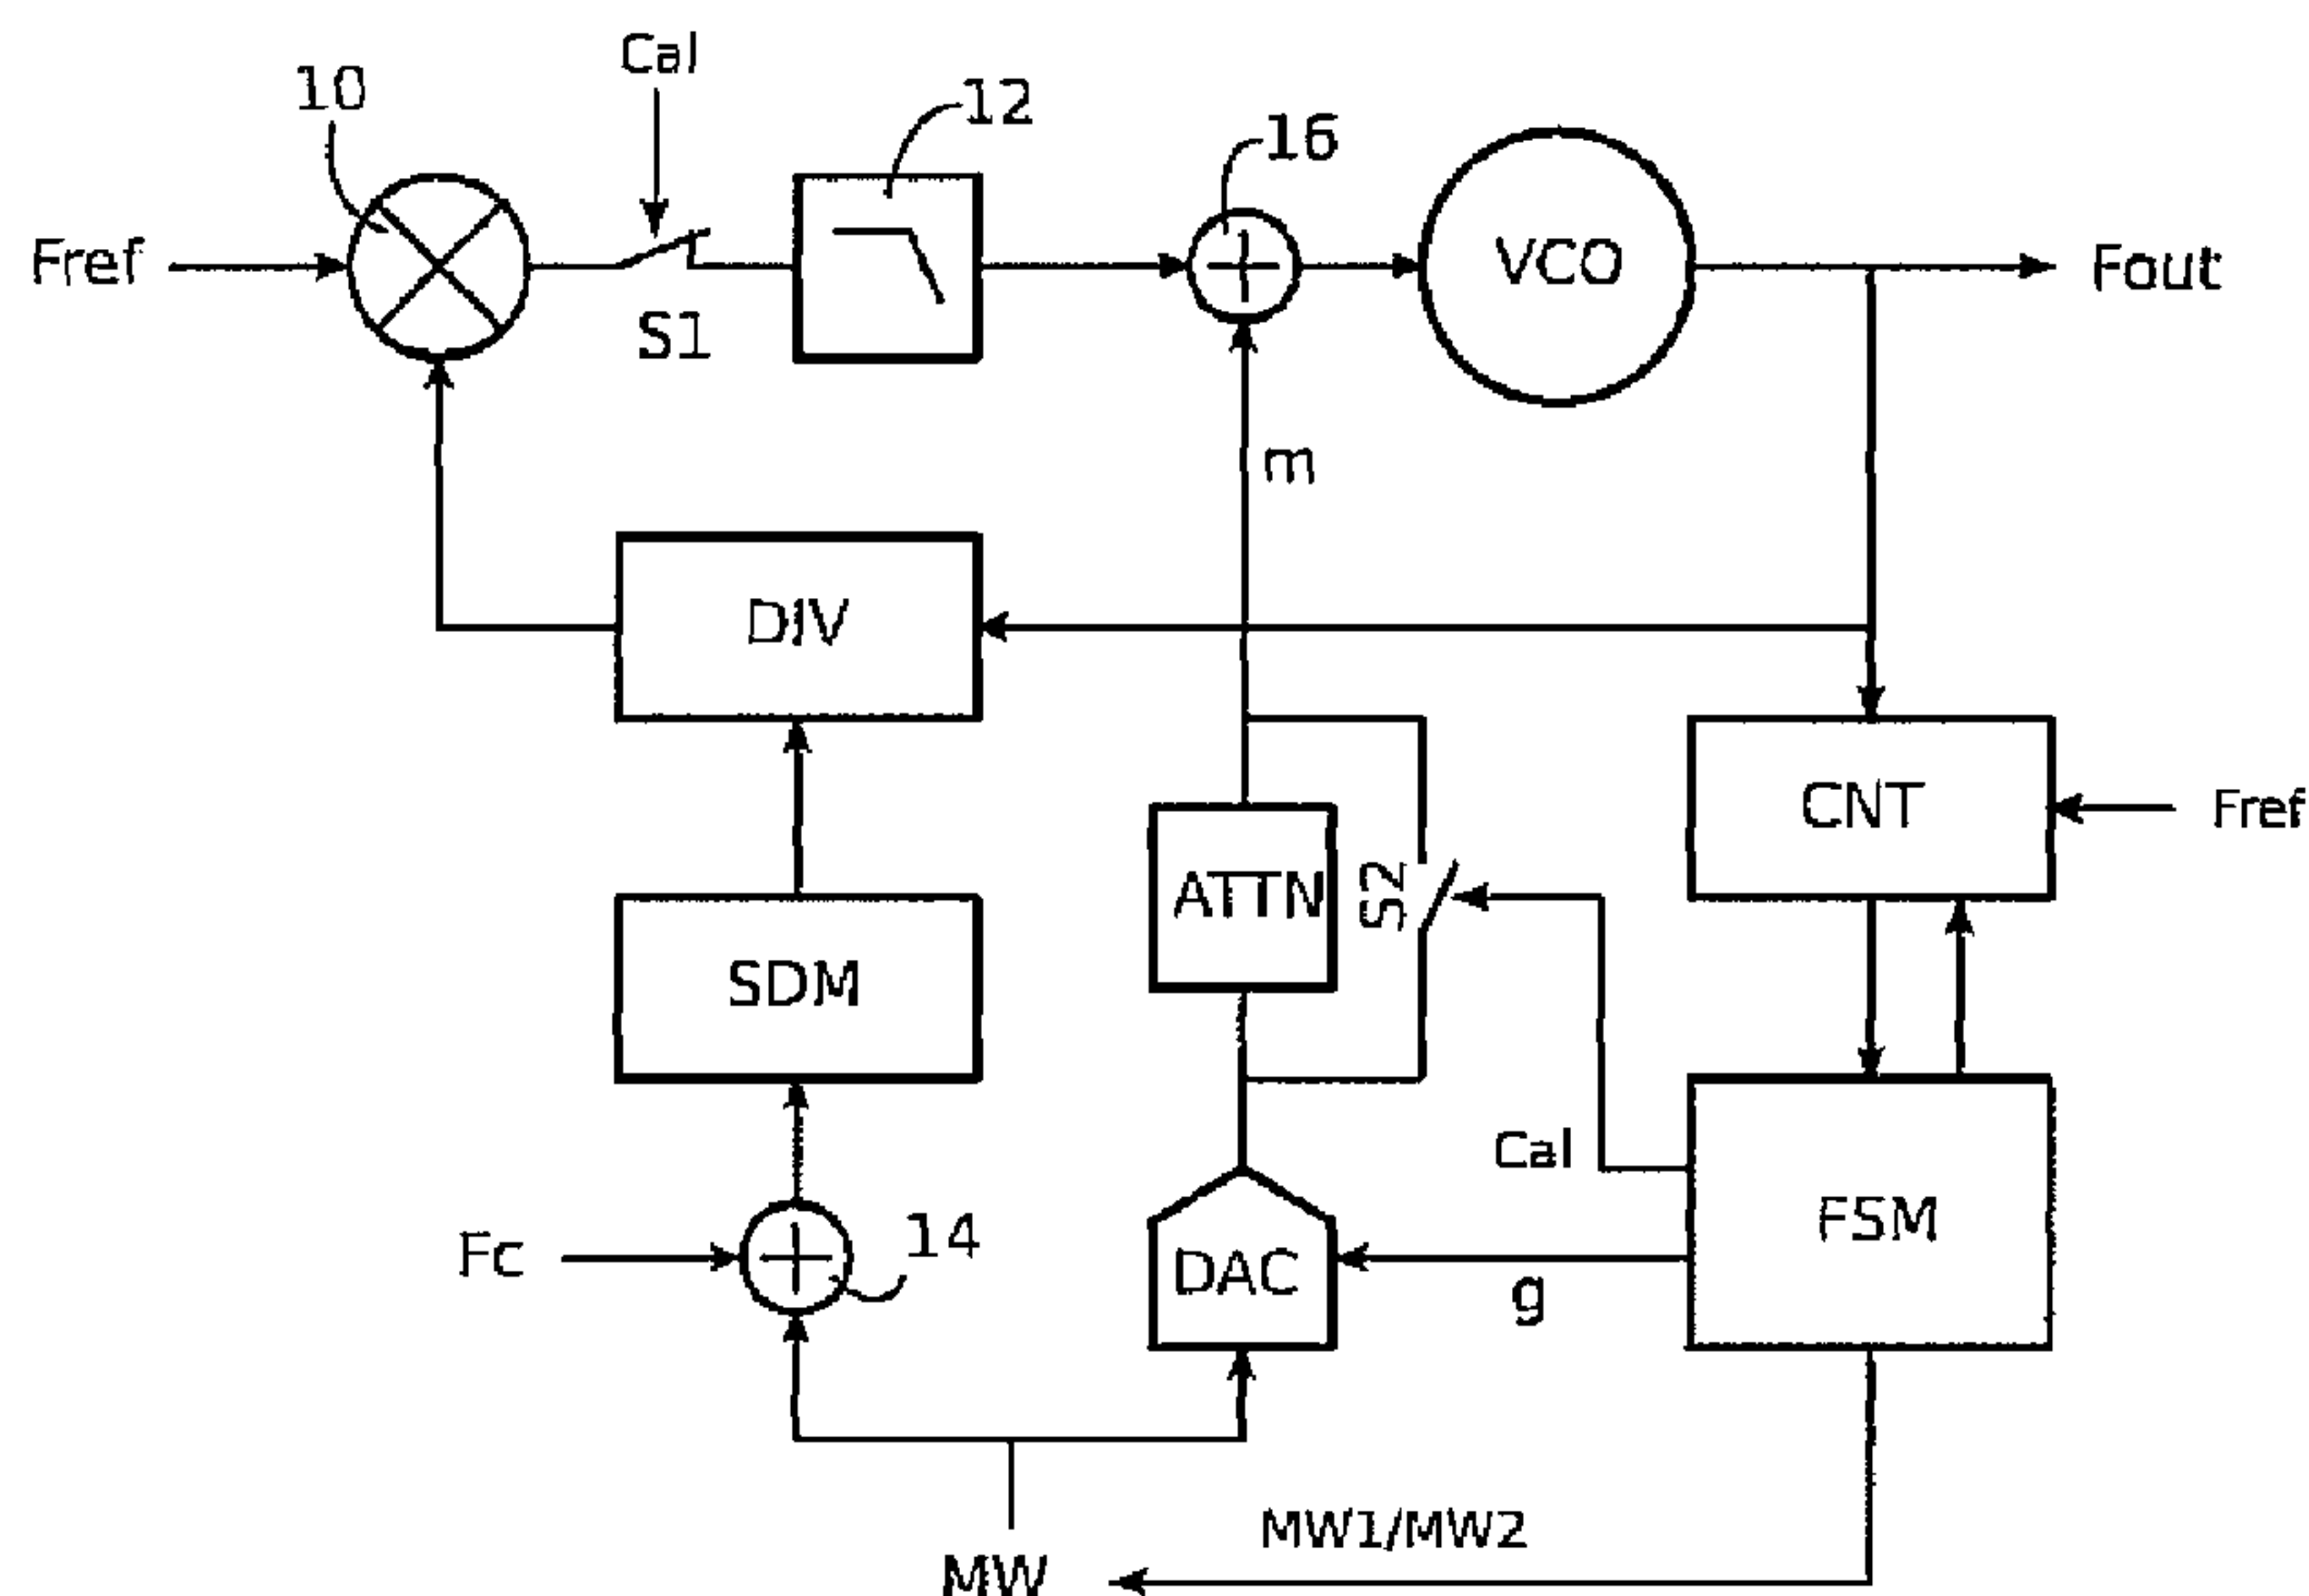 Cal
10
12
16
Fref
S1
VCO
Fout
m
DIV
CNT
Fref
ATTN
S2
SDM
Cal
FSM
Fc
14
DAC
g
MW1/MW2
MW